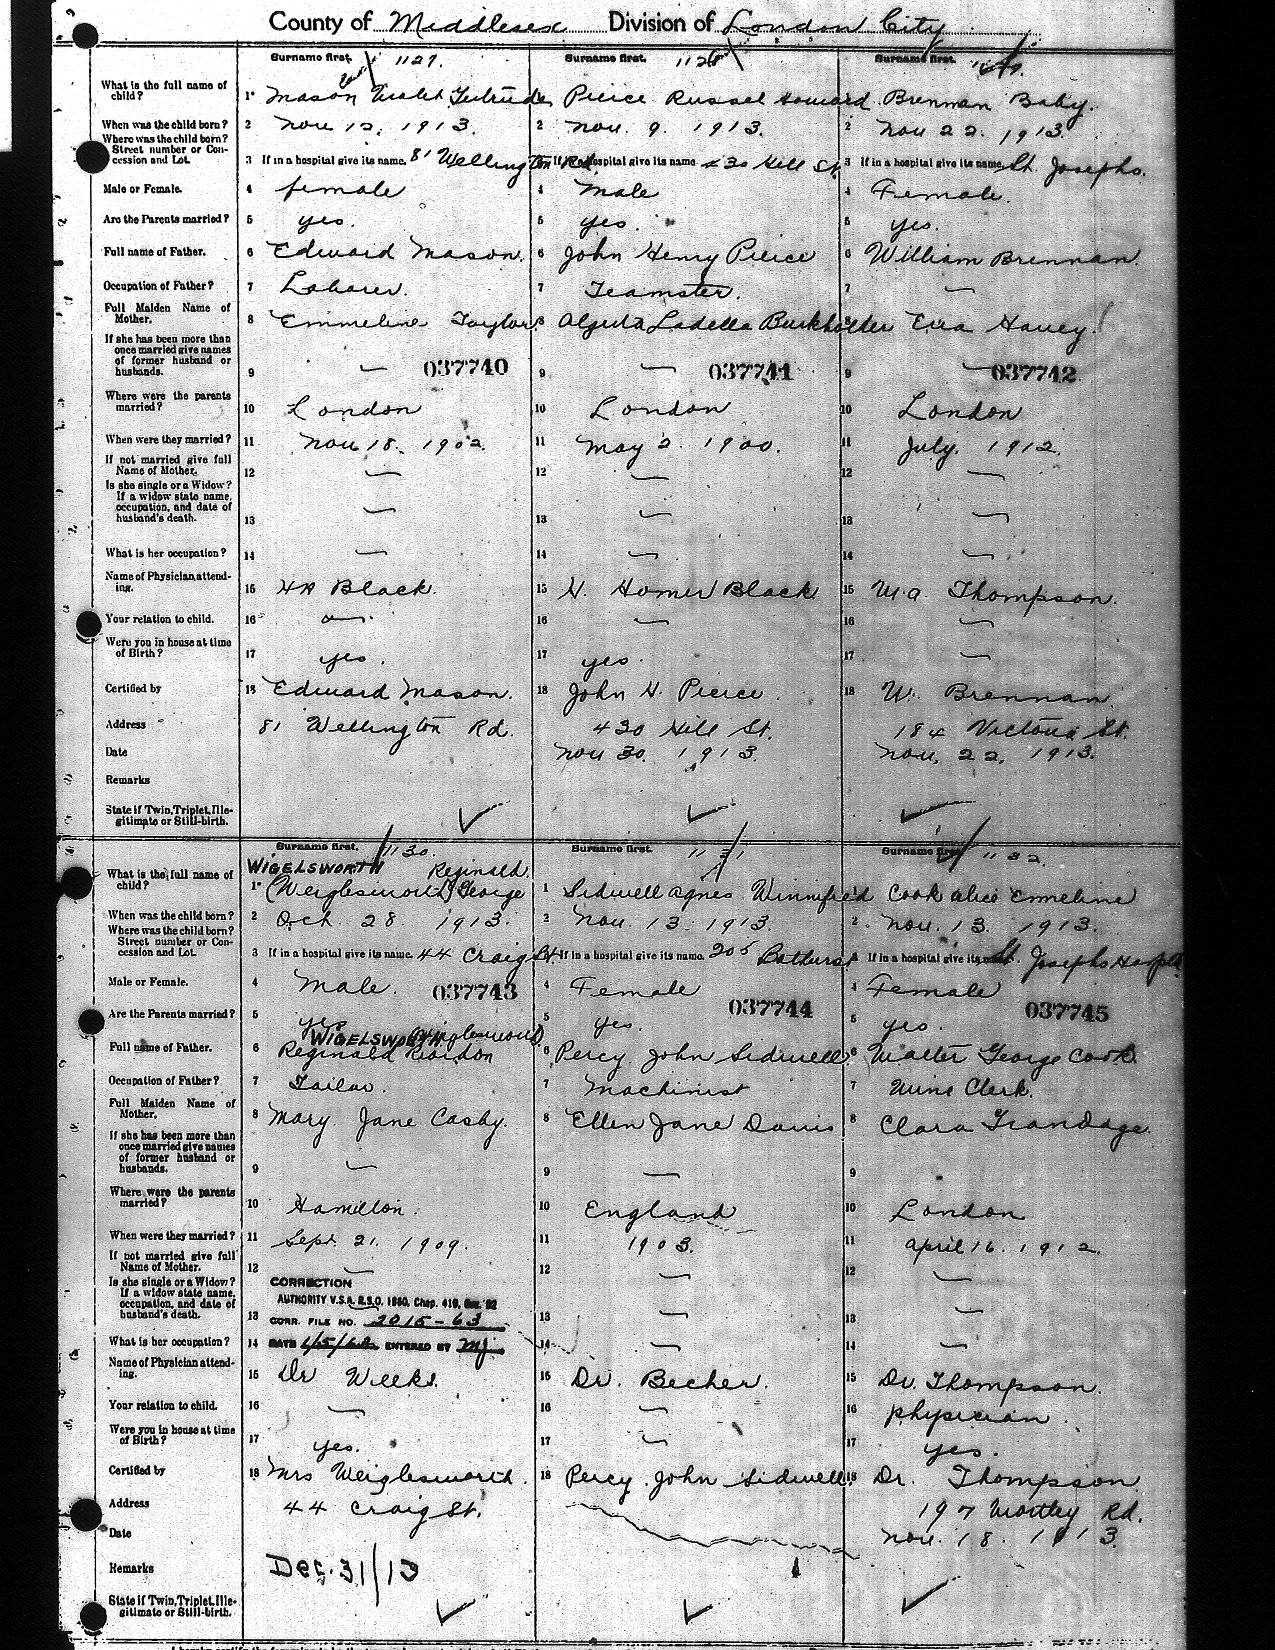 County of Middlesex Division of London City
Surname first. 1127. Surname first. 1128 Surname first.
What is the full name of child? 1 Mason Violet Gertrude Pierce Russel Howard Brennan Baby.
When was the child born? 2 Nov 12. 1913. 2 Nov. 9. 1913. 2 Nov 22. 1913.
Where was the child born? Street number or Concession and Lot. 3 If in a hospital give its name. 81 Wellington Rd. If in a hospital give its name 430 Hill St. 3 If in a hospital give its name. St. Josephs.
Male or Female. 4 female 4 Male 4 Female.
Are the Parents married? 5 yes. 5 yes. 5 yes.
Full name of Father. 6 Edward Mason. 6 John Henry Pierce 6 William Brennan
Occupation of Father? 7 Laborer. 7 Teamster. 7 —
Full Maiden Name of Mother. 8 Emmeline Taylor 8 Ladella Burkholter Eva
If she has been more than once married give names of former husband or husbands. 9 — 037740 9 — 037741 9 — 037742
Where were the parents married? 10 London 10 London 10 London
When were they married? 11 Nov 18. 1902. 11 May 2. 1900. 11 July. 1912.
If not married give full Name of Mother. 12 — 12 — 12 —
Is she single or a Widow? If a widow state name, occupation, and date of husband's death. 13 — 13 — 13 —
What is her occupation? 14 — 14 — 14 —
Name of Physician attending. 15 HA Black. 15 H. Homer Black 15 W.A. Thompson.
Your relation to child. 16 — 16 — 16 —
Were you in house at time of Birth? 17 yes. 17 yes. 17 —
Certified by 18 Edward Mason. 18 John H. Pierce. 18 W. Brennan.
Address 81 Wellington Rd. 430 Hill St. 184 Victoria St.
Date Nov 30. 1913. Nov. 22. 1913.
Remarks
State if Twin, Triplet, Illegitimate or Still-birth.
Surname first. 1130. Surname first. 1131 Surname first. 1132.
WIGELSWORTH Reginald
What is the full name of child? 1 (Weiglesworth) George 1 Sidwell Agnes Winnifred Cook Alice Emeline
When was the child born? 2 Oct. 28 1913. 2 Nov. 13. 1913. 2 Nov. 13. 1913.
Where was the child born? Street number or Concession and Lot. 3 If in a hospital give its name. 44 Craig St. If in a hospital give its name. 205 Bathurst If in a hospital give its name St. Josephs Hospital
Male or Female. 4 Male. 037743 4 Female 037744 4 Female 037745
Are the Parents married? 5 yes 5 yes. 5 yes.
WIGELSWORTH
Full name of Father. 6 Reginald 6 Percy John Sidwell 6 Walter George Cook
Occupation of Father? 7 Tailor. 7 Machinist 7 Wine Clerk.
Full Maiden Name of Mother. 8 Mary Jane Casby. 8 Ellen Jane Davis 8 Clara Trandage
If she has been more than once married give names of former husband or husbands. 9 — 9 — 9
Where were the parents married? 10 Hamilton. 10 England 10 London
When were they married? 11 Sept. 21. 1909. 11 1903. 11 April 16. 1912.
If not married give full Name of Mother. 12 — 12 — 12 —
CORRECTION
Is she single or a Widow? If a widow state name, occupation, and date of husband's death. 13 AUTHORITY V.S.A. R.S.O. 1960, Chap. 419, Sec. 13 — 13 —
CORR. FILE NO. 2015-63
What is her occupation? 14 DATE ENTERED BY MJ 14 — 14 —
Name of Physician attending. 15 Dr Weeks. 15 Dr. Becher. 15 Dr. Thompson.
Your relation to child. 16 — 16 — 16 physician.
Were you in house at time of Birth? 17 yes. 17 — 17 yes.
Certified by 18 Mrs Weiglesworth. 18 Percy John Sidwell 18 Dr. Thompson
Address 44 Craig St. 197 Wortley Rd.
Date Nov. 18. 1913.
Remarks Dec. 31/13
State if Twin, Triplet, Illegitimate or Still-birth.